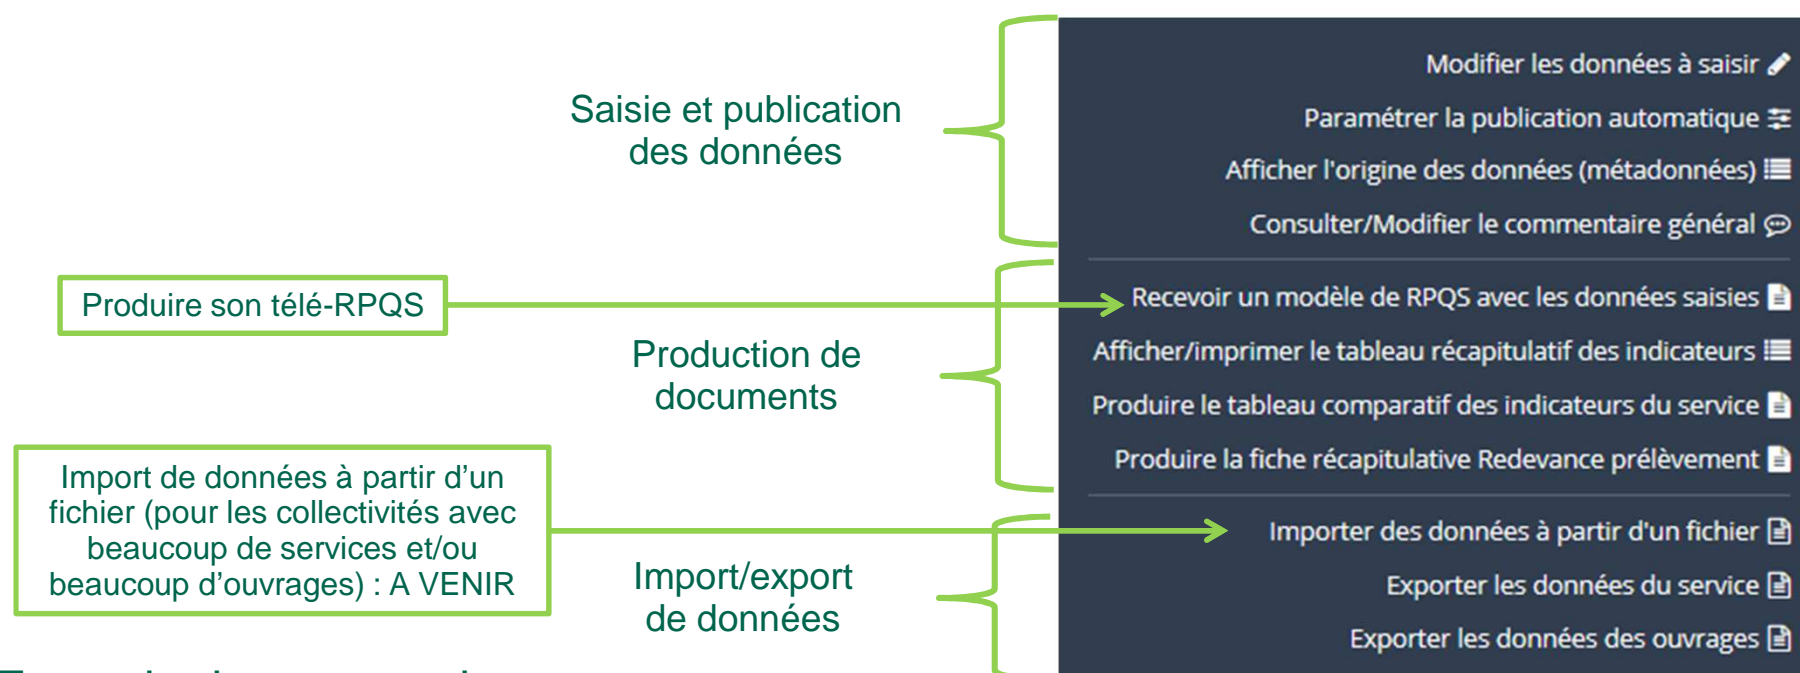 Saisie et publication
des données
Modifier les données à saisir
Paramétrer la publication automatique
Afficher l'origine des données (métadonnées)
Consulter/Modifier le commentaire général
Produire son télé-RPQS
Production de
documents
Recevoir un modèle de RPQS avec les données saisies
Afficher/imprimer le tableau récapitulatif des indicateurs
Produire le tableau comparatif des indicateurs du service
Produire la fiche récapitulative Redevance prélèvement
Import de données à partir d’un
fichier (pour les collectivités avec
beaucoup de services et/ou
beaucoup d’ouvrages) : A VENIR
Import/export
de données
Importer des données à partir d'un fichier
Exporter les données du service
Exporter les données des ouvrages